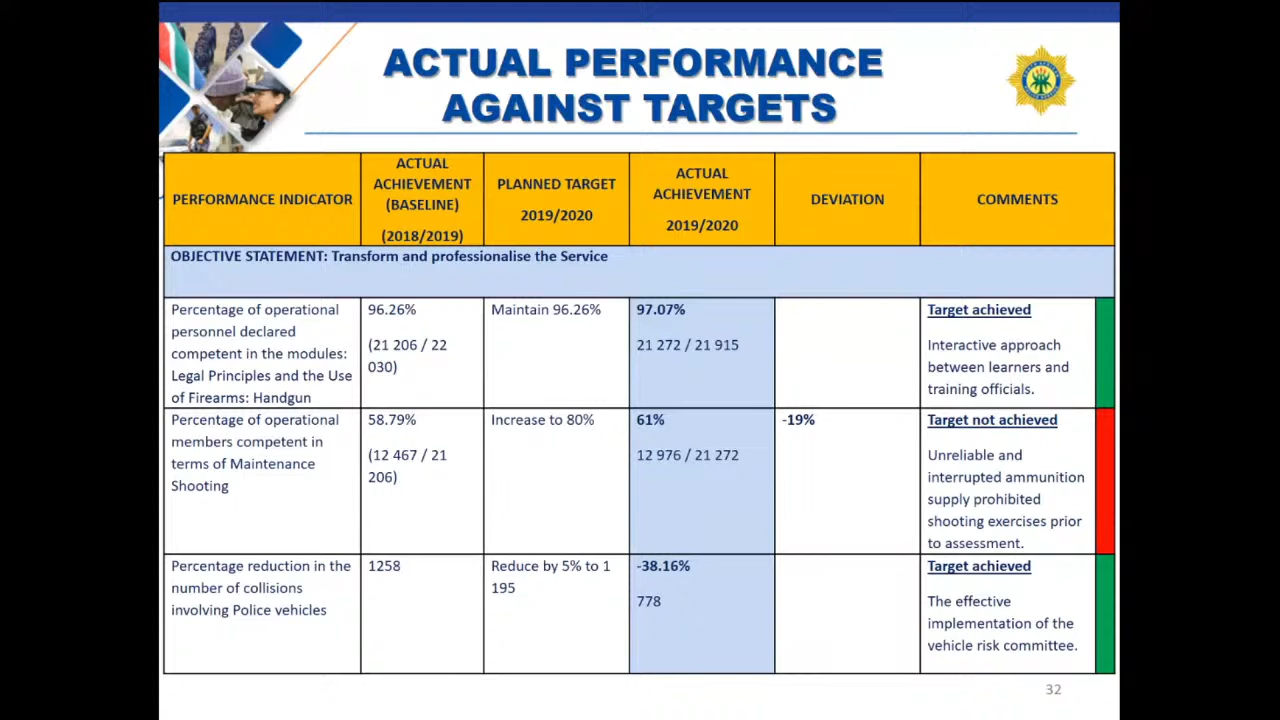 ACTUAL PERFORMANCE
AGAINST TARGETS
PERFORMANCE INDICATOR
ACTUAL
ACHIEVEMENT
(BASELINE)
(2018/2019)
PLANNED TARGET
2019/2020
ACTUAL
ACHIEVEMENT
2019/2020
DEVIATION
COMMENTS
OBJECTIVE STATEMENT: Transform and professionalise the Service
Percentage of operational
personnel declared
competent in the modules:
Legal Principles and the Use
of Firearms: Handgun
96.26%
(21 206 / 22
030)
Maintain 96.26%
97.07%
21 272 / 21 915
Target achieved
Interactive approach
between learners and
training officials.
Percentage of operational
members competent in
terms of Maintenance
Shooting
58.79%
(12 467 / 21
206)
Increase to 80%
61%
12 976 / 21 272
-19%
Target not achieved
Unreliable and
interrupted ammunition
supply prohibited
shooting exercises prior
to assessment.
Percentage reduction in the
number of collisions
involving Police vehicles
1258
Reduce by 5% to 1
195
-38.16%
778
Target achieved
The effective
implementation of the
vehicle risk committee.
32